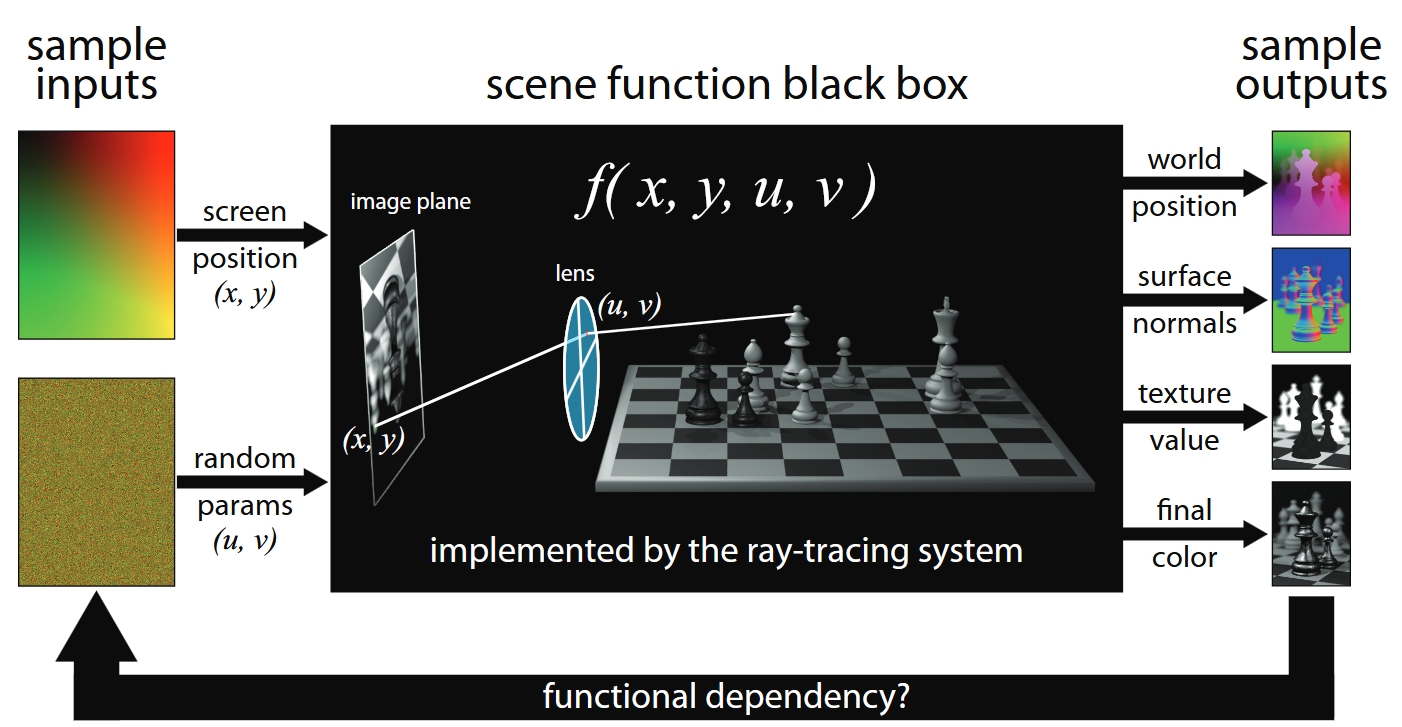 sample
inputs
scene function black box
sample
outputs
screen
position
(x, y)
random
params
(u, v)
image plane
f( x, y, u, v )
lens
(u, v)
(x, y)
implemented by the ray-tracing system
world
position
surface
normals
texture
value
final
color
functional dependency?